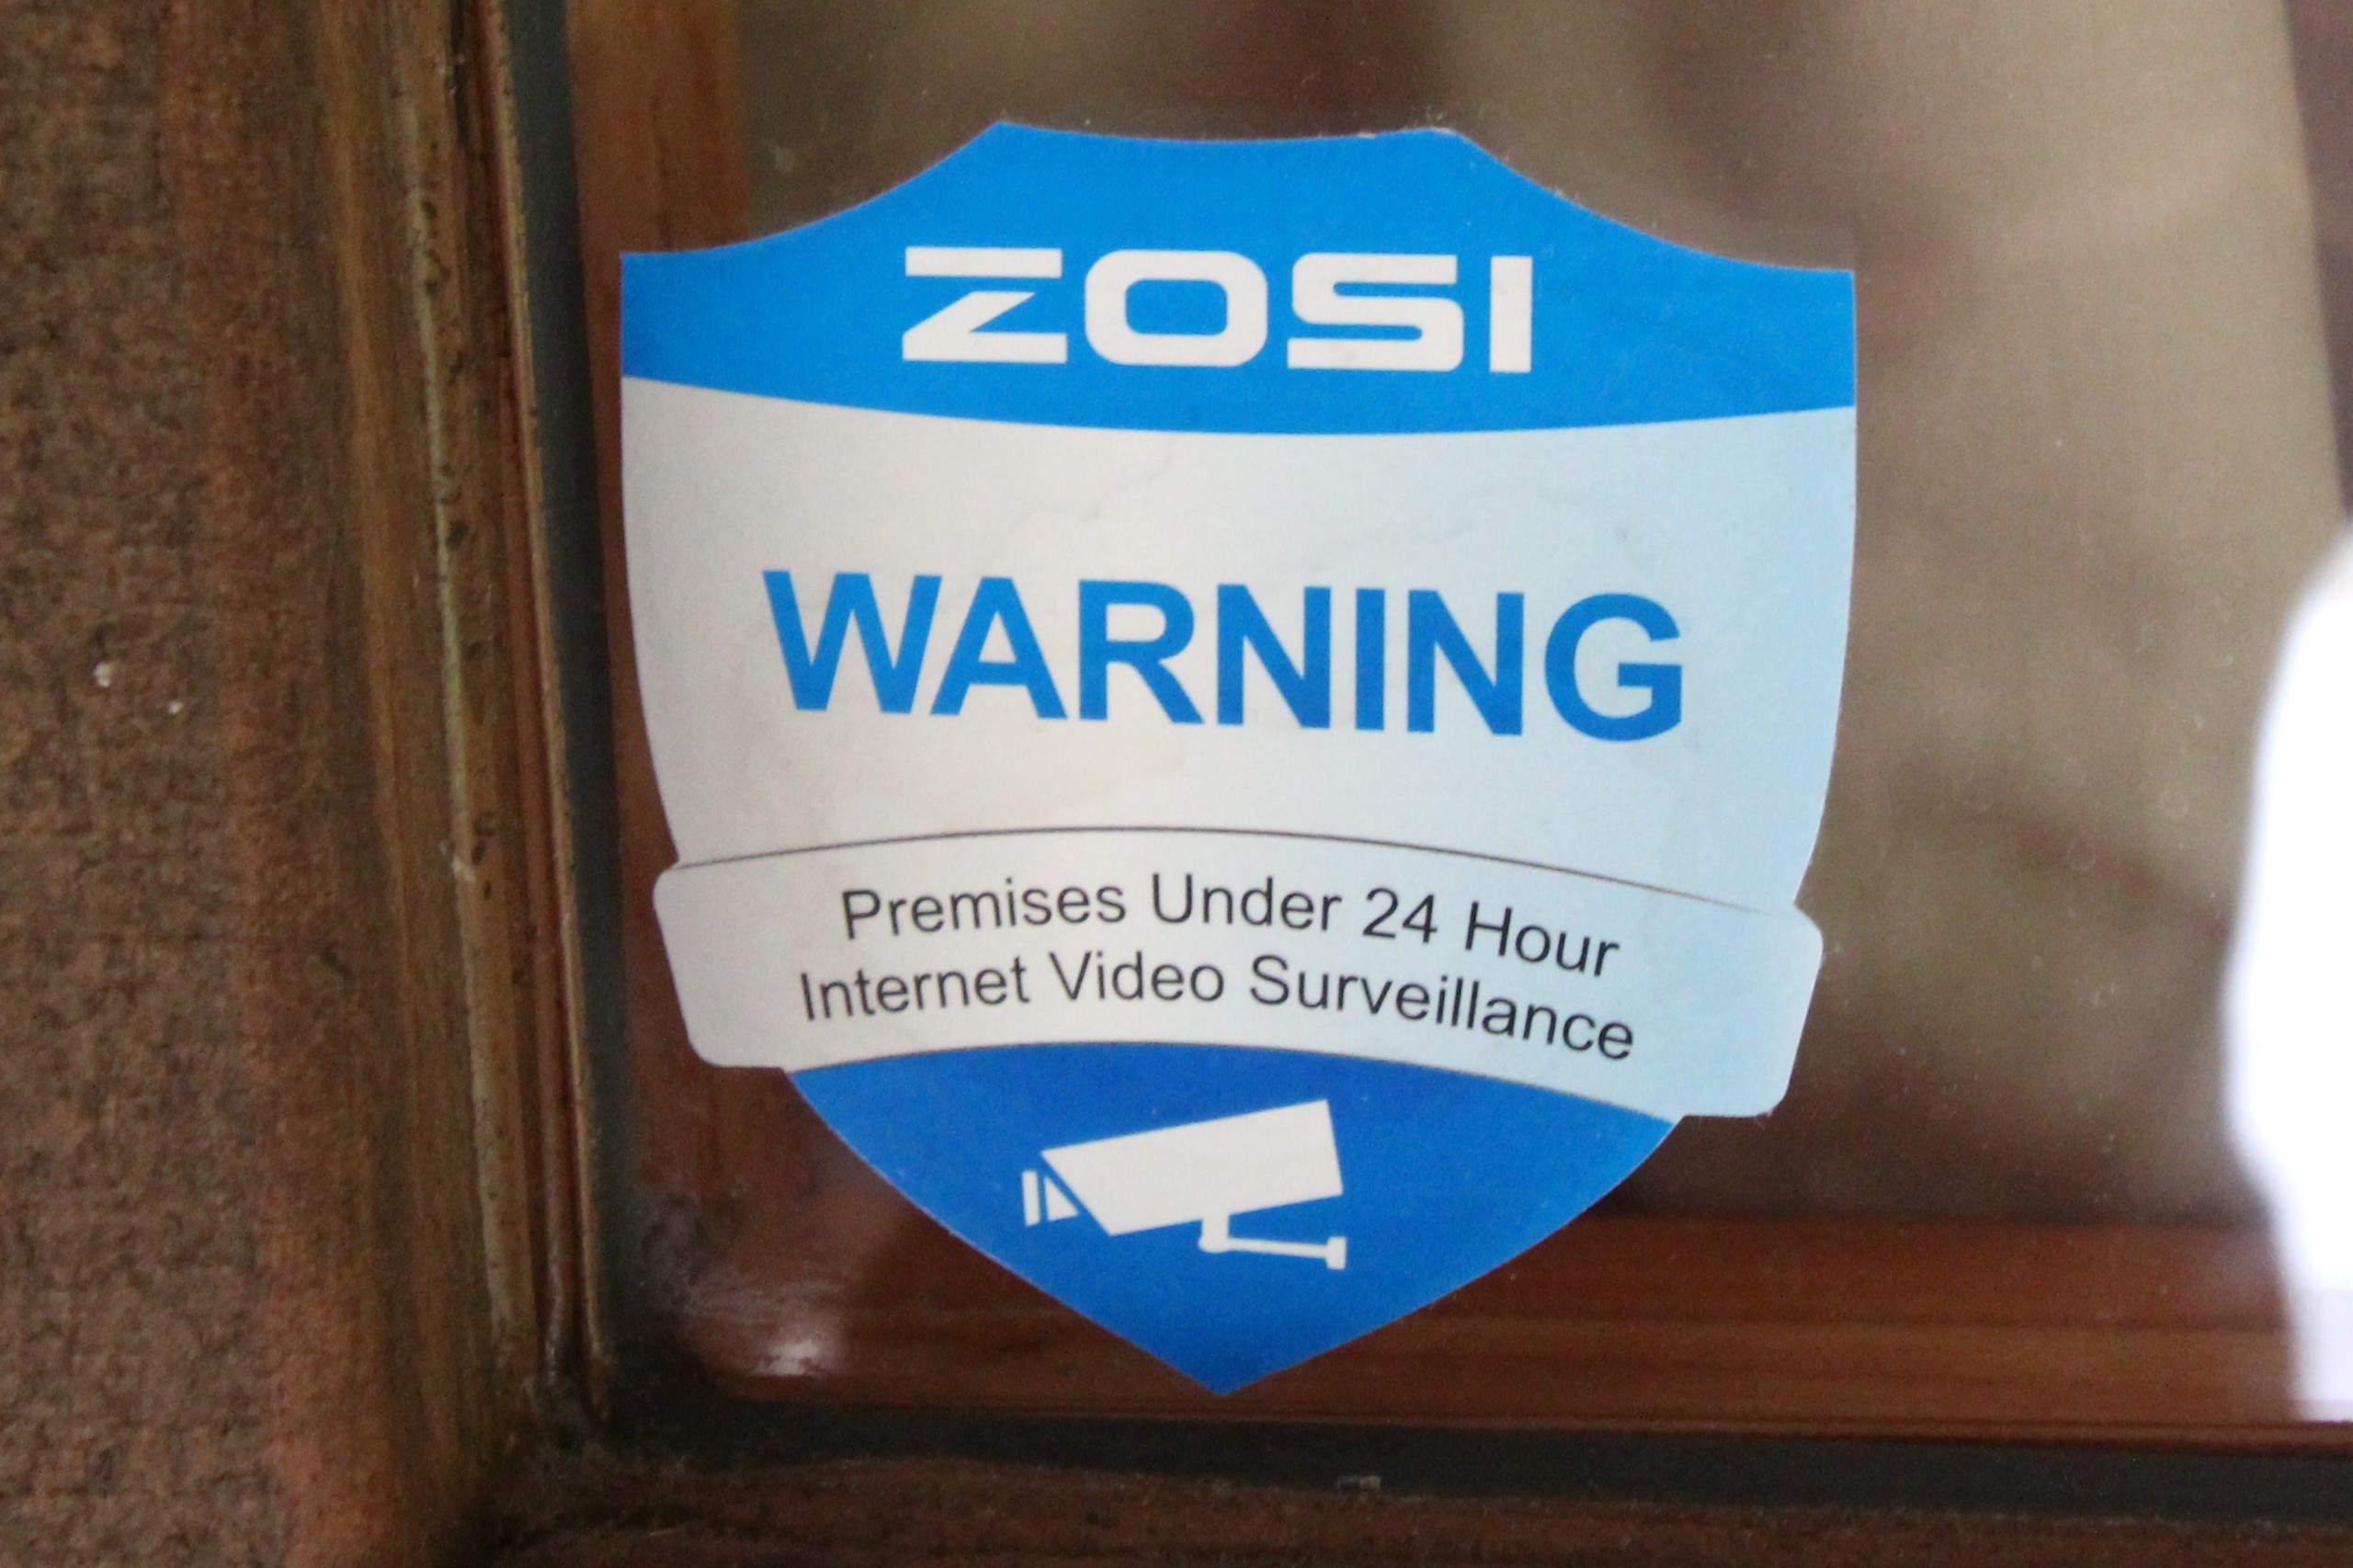 ZOSI
WARNING
Premises Under 24 Hour
Internet Video Surveillance